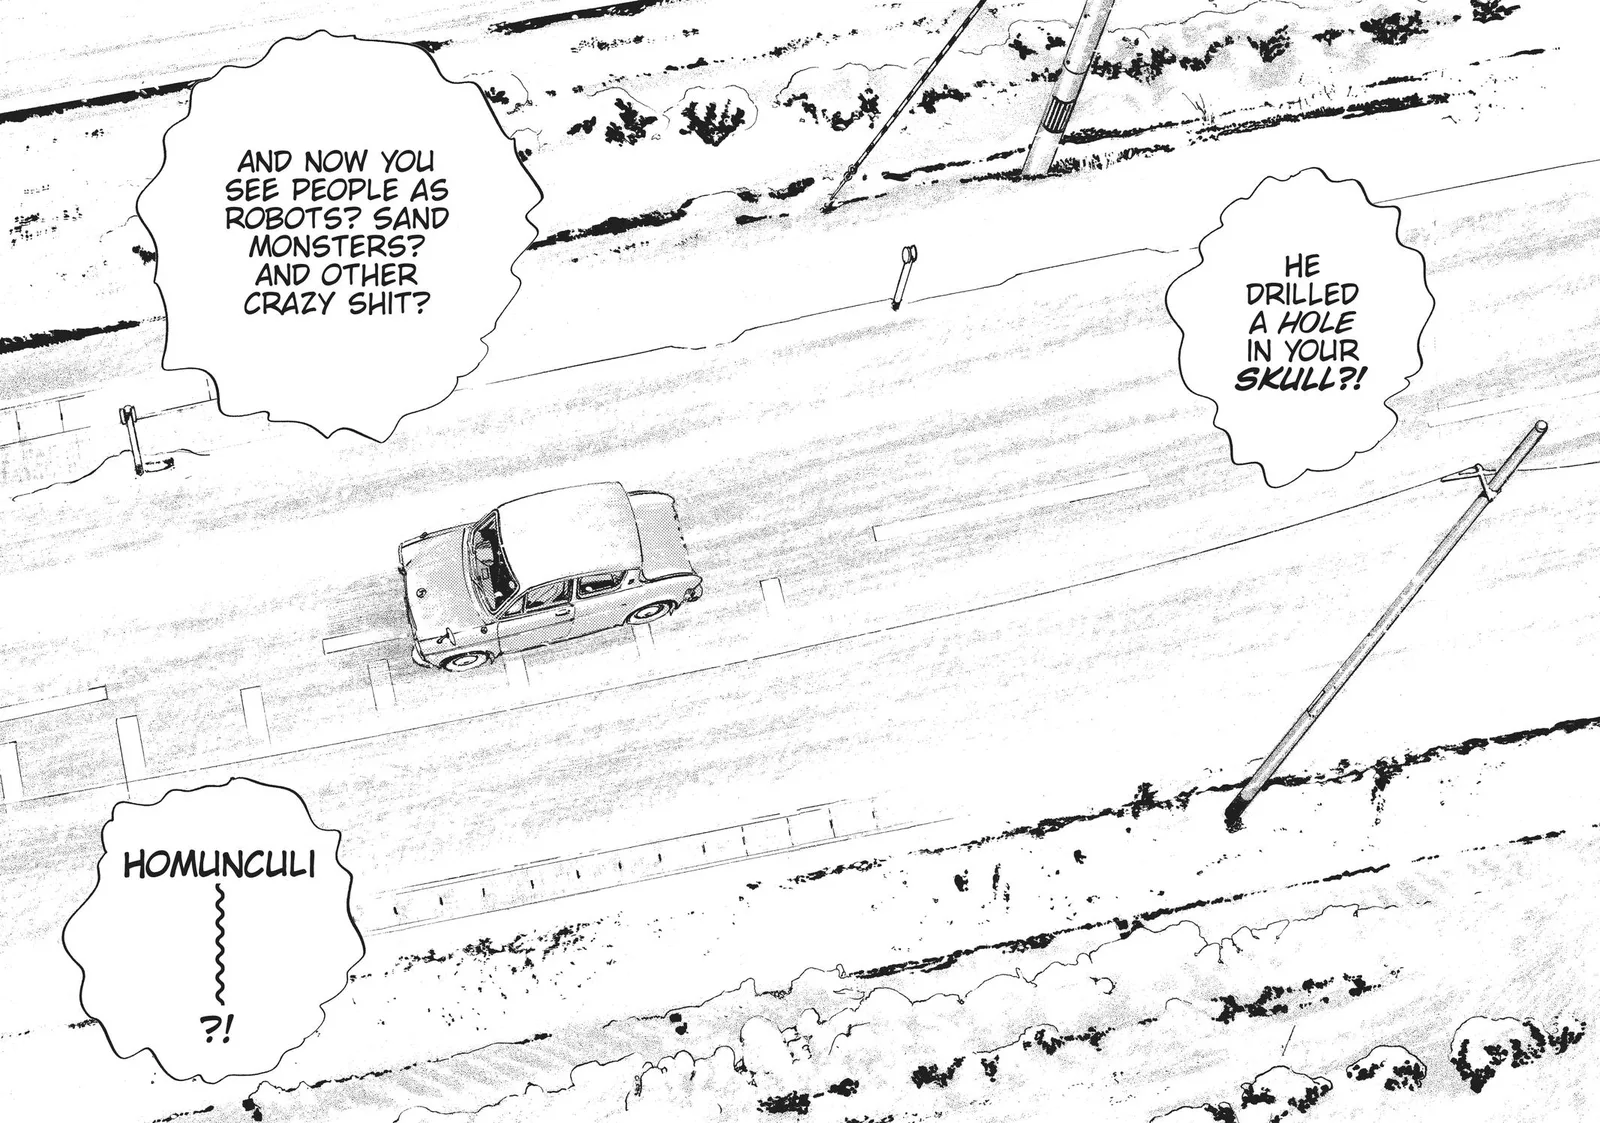 HE
DRILLED
A HOLE
IN YOUR
SKULL?!
AND NOW YOU
SEE PEOPLE AS
ROBOTS? SAND
MONSTERS?
AND OTHER
CRAZY SHIT?
HOMUNCULI
?!